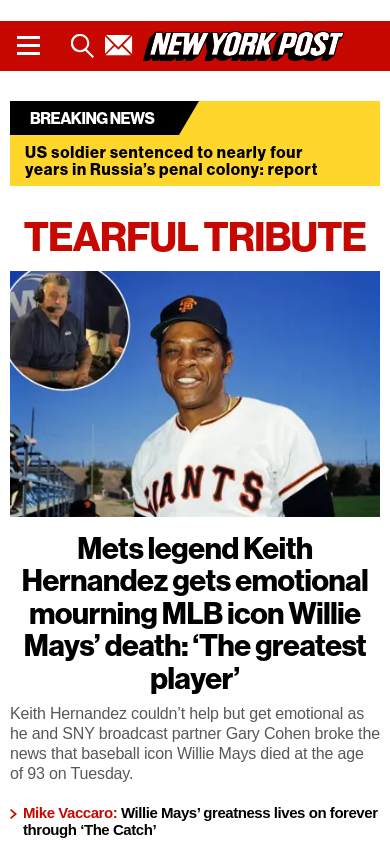 NEW YORK POST
BREAKING NEWS
US soldier sentenced to nearly four
years in Russia’s penal colony: report
TEARFUL TRIBUTE
GIANTS
Mets legend Keith
Hernandez gets emotional
mourning MLB icon Willie
Mays’ death: ‘The greatest
player’
Keith Hernandez couldn’t help but get emotional as
he and SNY broadcast partner Gary Cohen broke the
news that baseball icon Willie Mays died at the age
of 93 on Tuesday.
Mike Vaccaro: Willie Mays’ greatness lives on forever
through ‘The Catch’